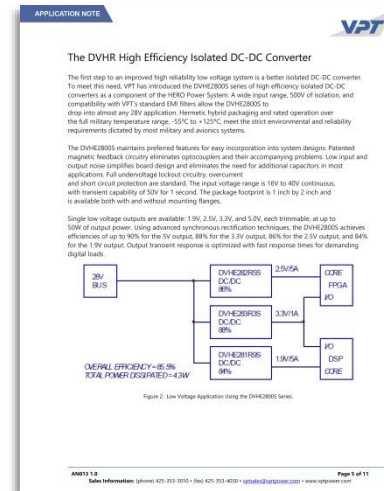 APPLICATION NOTE
VPT
The DVHR High Efficiency Isolated DC-DC Converter
The first step to an improved high reliability low voltage system is a better isolated DC-DC converter.
To meet this need, VPT has introduced the DVHE2800S series of high efficiency isolated DC-DC
converters as a component of the HERO Power System. A wide input range, 500V of isolation, and
compatibility with VPT's standard EMI filters allow the DVHE2800S to
drop into almost any 28V application. Hermetic hybrid packaging and rated operation over
the full military temperature range, -55°C to +125°C, meet the strict environmental and reliability
requirements dictated by most military and avionics systems.
The DVHE2800S maintains preferred features for easy incorporation into system designs. Patented
magnetic feedback circuitry eliminates optocouplers and their accompanying problems. Low input and
output noise simplifies board design and eliminates the need for additional capacitors in most
applications. Full undervoltage lockout circuitry, overcurrent
and short circuit protection are standard. The input voltage range is 16V to 40V continuous,
with transient capability of 50V for 1 second. The package footprint is 1 inch by 2 inch and
is available both with and without mounting flanges.
Single low voltage outputs are available: 1.9V, 2.5V, 3.3V, and 5.0V, each trimmable, at up to
50W of output power. Using advanced synchronous rectification techniques, the DVHE2800S achieves
efficiencies of up to 90% for the 5V output, 88% for the 3.3V output, 86% for the 2.5V output, and 84%
for the 1.9V output. Output transient response is optimized with fast response times for demanding
digital loads.
28V
BUS
DVHE282R5S
DC/DC
86%
2.5V/5A
CORE
FPGA
I/O
DVHE283R3S
DC/DC
88%
3.3V/1A
DVHE281R9S
DC/DC
84%
1.9V/5A
I/O
DSP
CORE
OVERALL EFFICIENCY = 85.5%
TOTAL POWER DISSIPATED = 4.3W
Figure 2. Low Voltage Application Using the DVHE2800S Series.
AN013 1.0
Page 5 of 11
Sales Information: (phone) 425-353-3010 • (fax) 425-353-4030 • vptsales@vptpower.com • www.vptpower.com